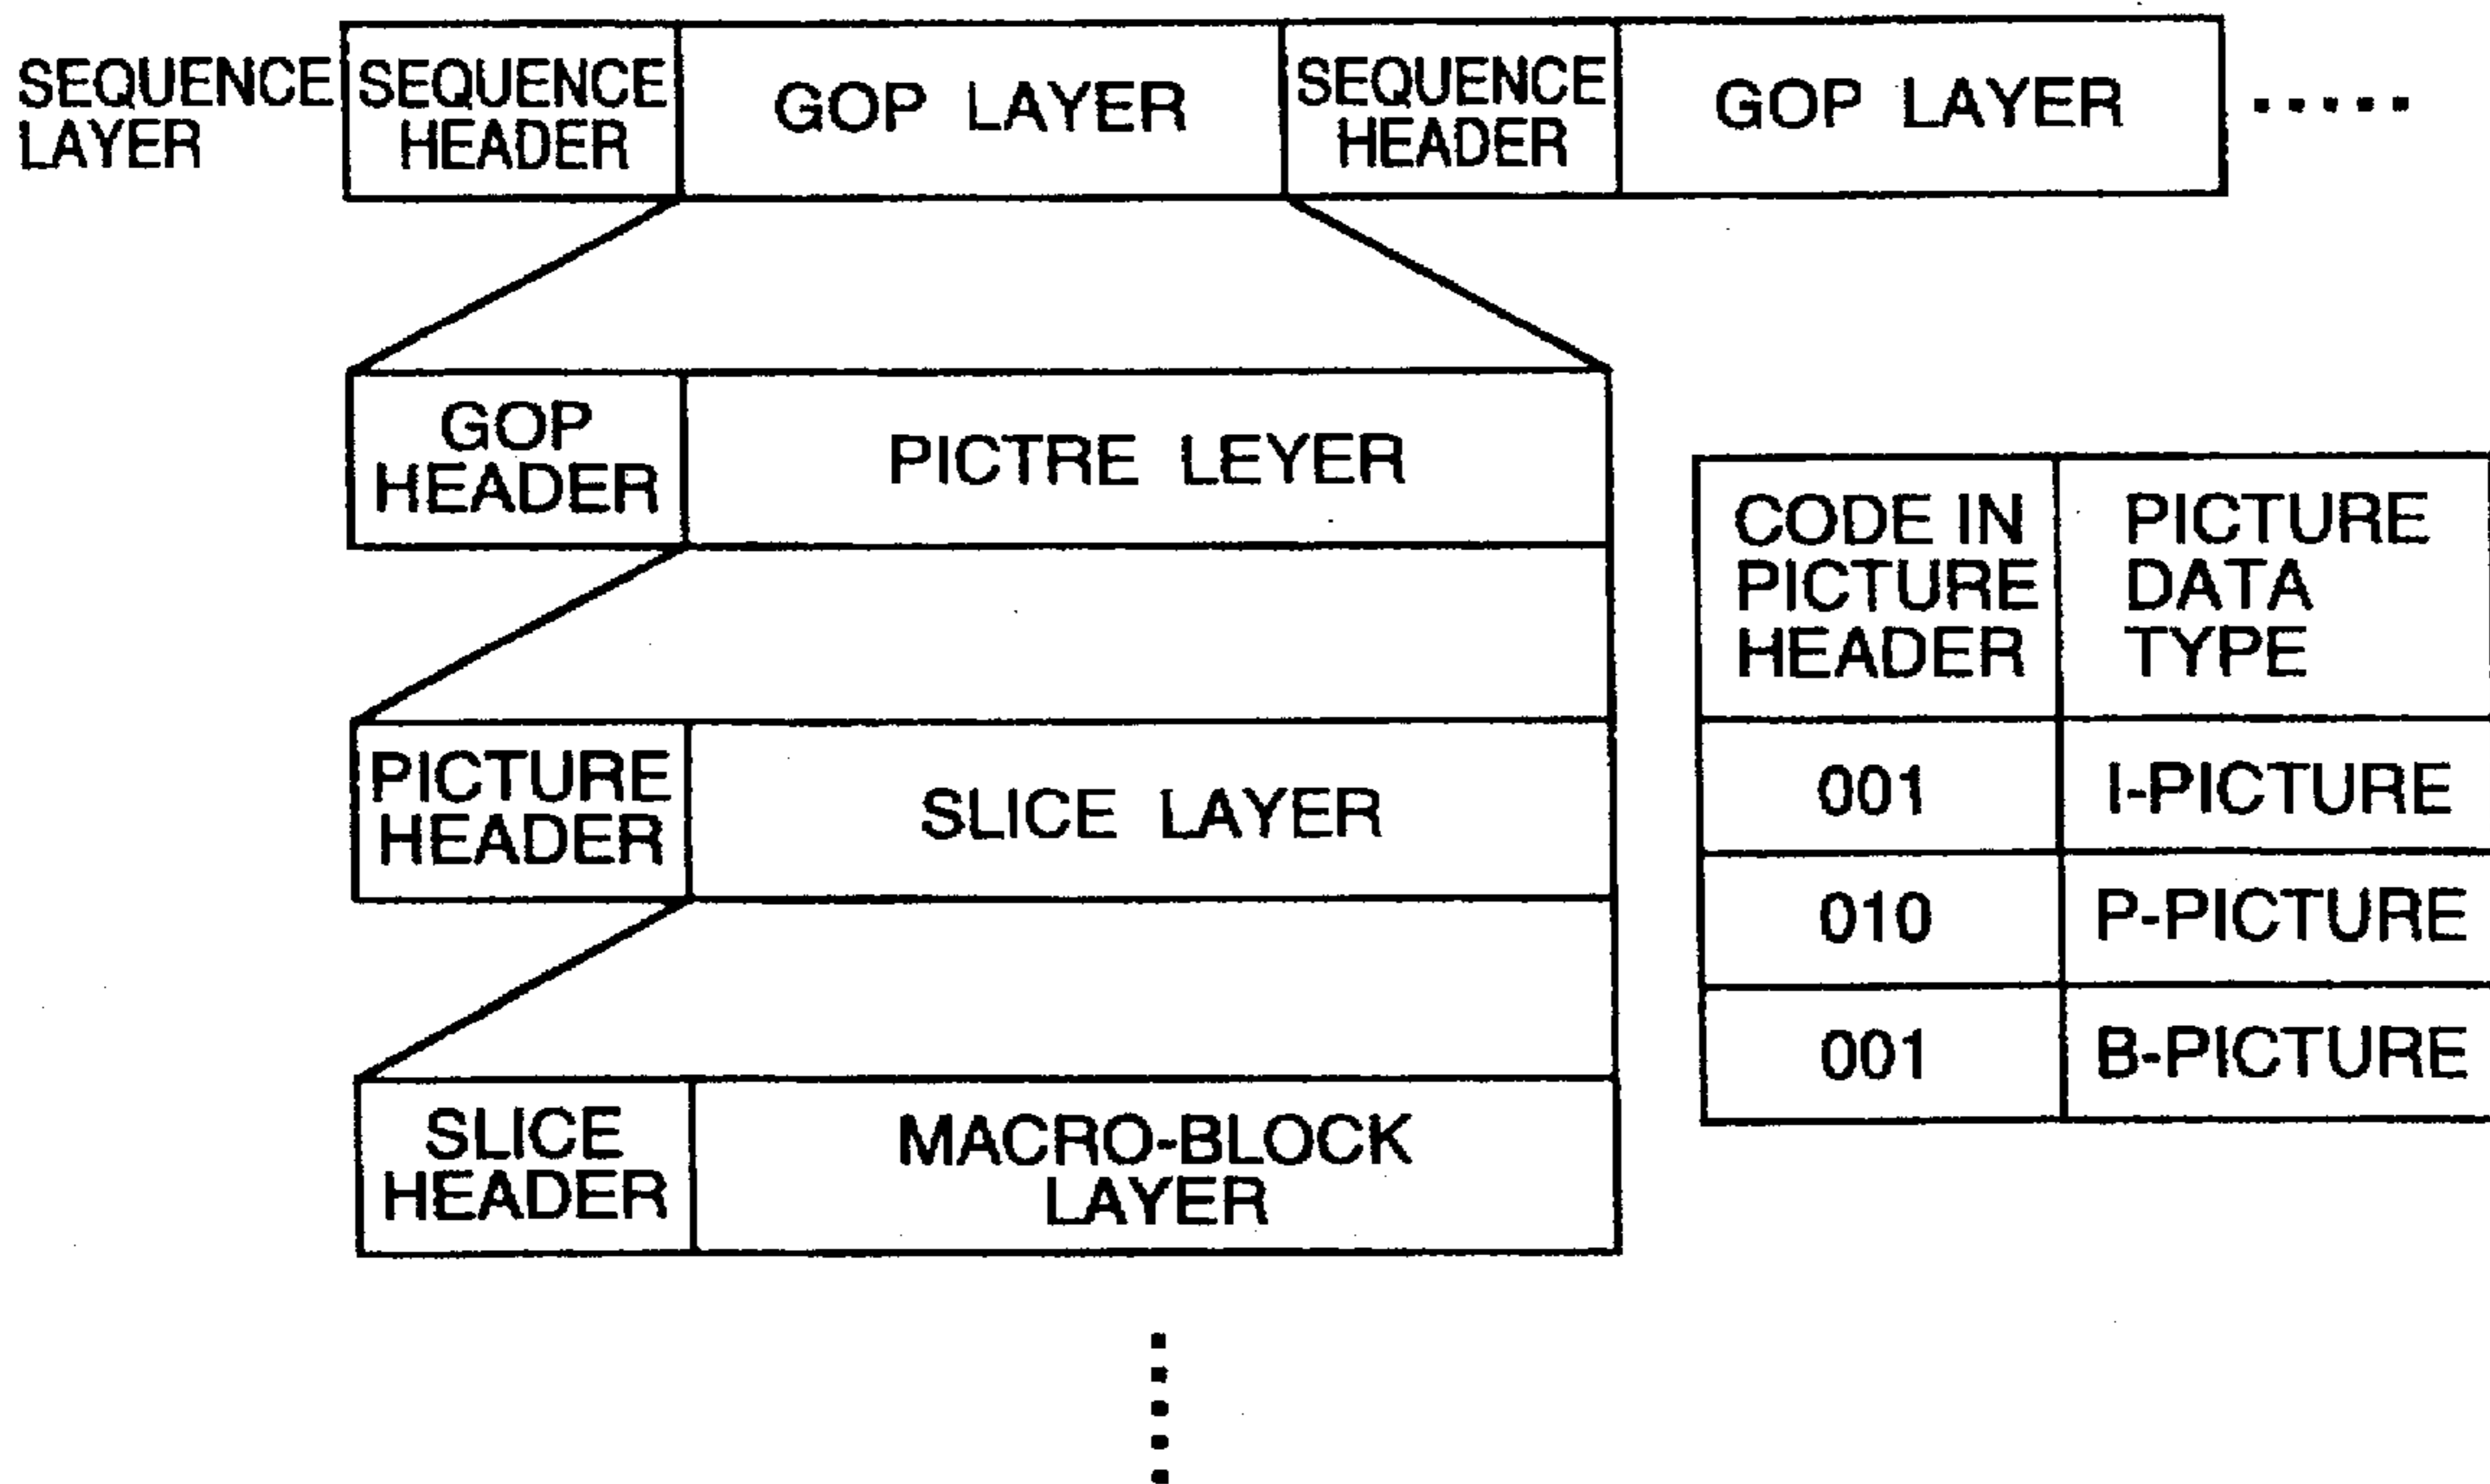 SEQUENCE
LAYER
SEQUENCE
HEADER
GOP LAYER
SEQUENCE
HEADER
GOP LAYER
GOP
HEADER
PICTRE LEYER
PICTURE
HEADER
SLICE LAYER
SLICE
HEADER
MACRO-BLOCK
LAYER
CODE IN
PICTURE
HEADER
PICTURE
DATA
TYPE
001
I-PICTURE
010
P-PICTURE
001
B-PICTURE